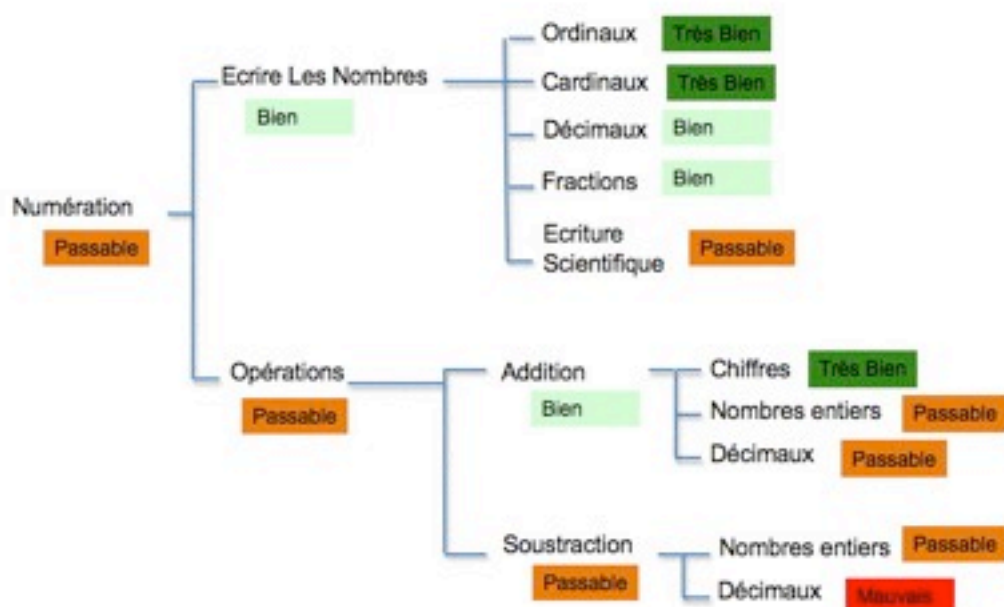 Ordinaux Très Bien
Ecrire Les Nombres
Bien
Cardinaux Très Bien
Décimaux Bien
Fractions Bien
Numération
Passable
Ecriture
Scientifique Passable
Opérations
Passable
Addition
Bien
Chiffres Très Bien
Nombres entiers Passable
Décimaux Passable
Soustraction
Passable
Nombres entiers Passable
Décimaux Mauvais